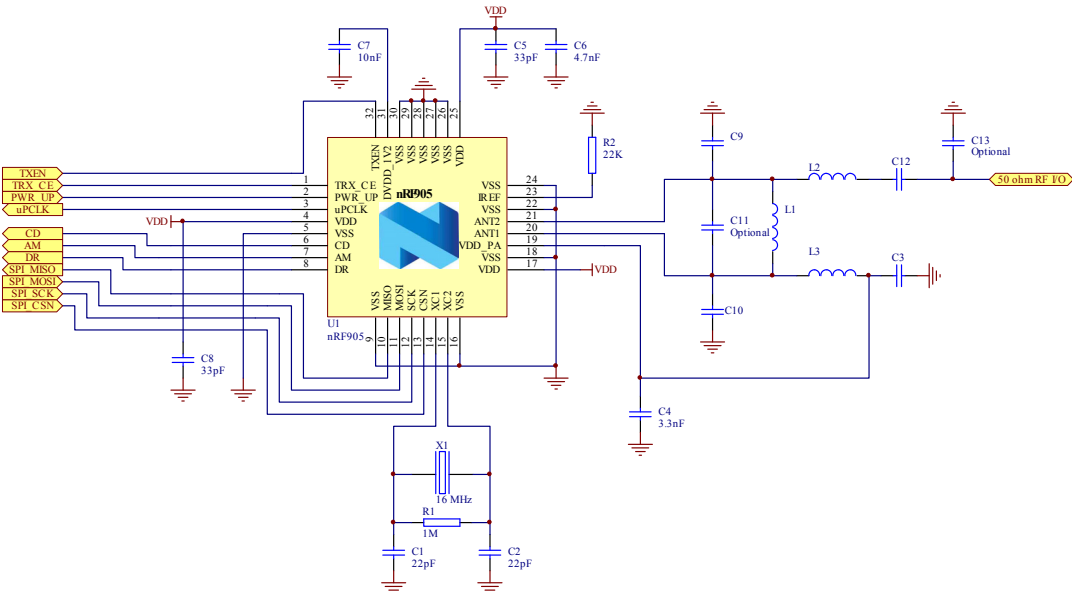 VDD
C7
10nF
C5
33pF
C6
4.7nF
32
31
30
29
28
27
26
25
TXEN
DVDD_1V2
VSS
VSS
VSS
VSS
VSS
VDD
R2
22K
C9
C13
Optional
TXEN
TRX_CE
PWR_UP
uPCLK
1
2
3
4
5
6
7
8
TRX_CE
PWR_UP
uPCLK
VDD
VSS
CD
AM
DR
nRF905
VSS
IREF
VSS
ANT2
ANT1
VDD_PA
VSS
VDD
24
23
22
21
20
19
18
17
VDD
VDD
CD
AM
DR
SPI_MISO
SPI_MOSI
SPI_SCK
SPI_CSN
L2
C12
50 ohm RF I/O
C11
Optional
L1
L3
C3
C10
VSS
MISO
MOSI
SCK
CSN
XC1
XC2
VSS
U1
nRF905
9
10
11
12
13
14
15
16
C8
33pF
C4
3.3nF
X1
16 MHz
R1
1M
C1
22pF
C2
22pF